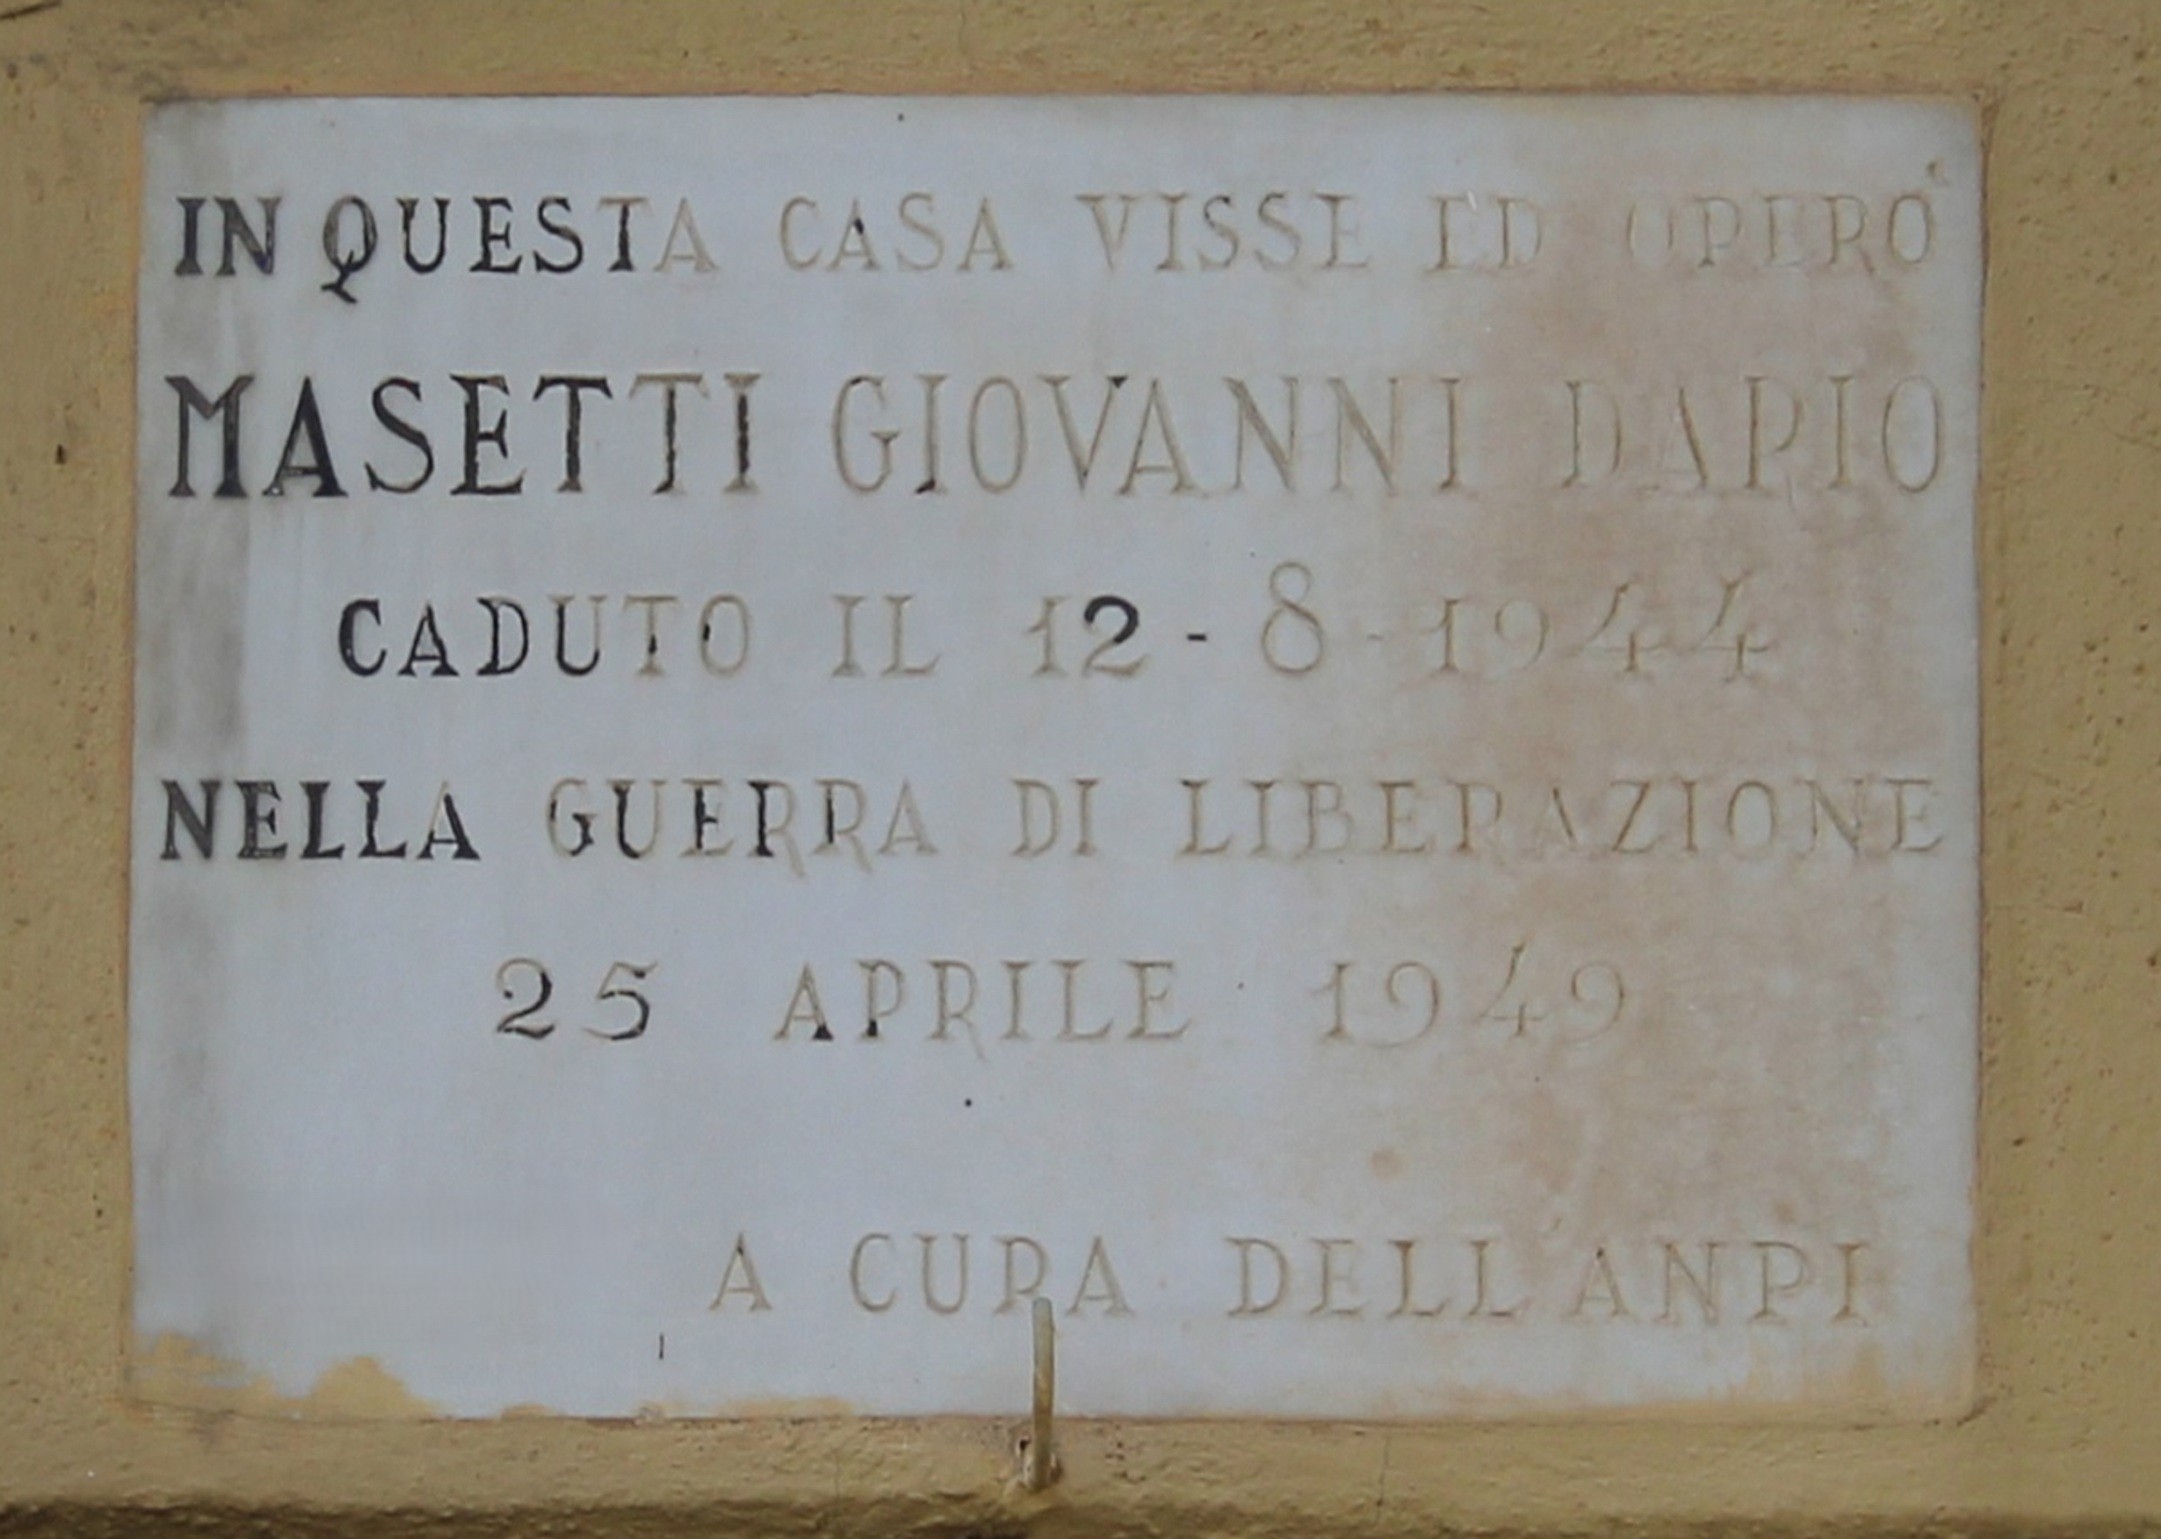 IN QUESTA CASA VISSE ED OPERÒ
MASETTI GIOVANNI DARIO
CADUTO IL 12-8-1944
NELLA GUERRA DI LIBERAZIONE
25 APRILE 1949
A CURA DELL'ANPI